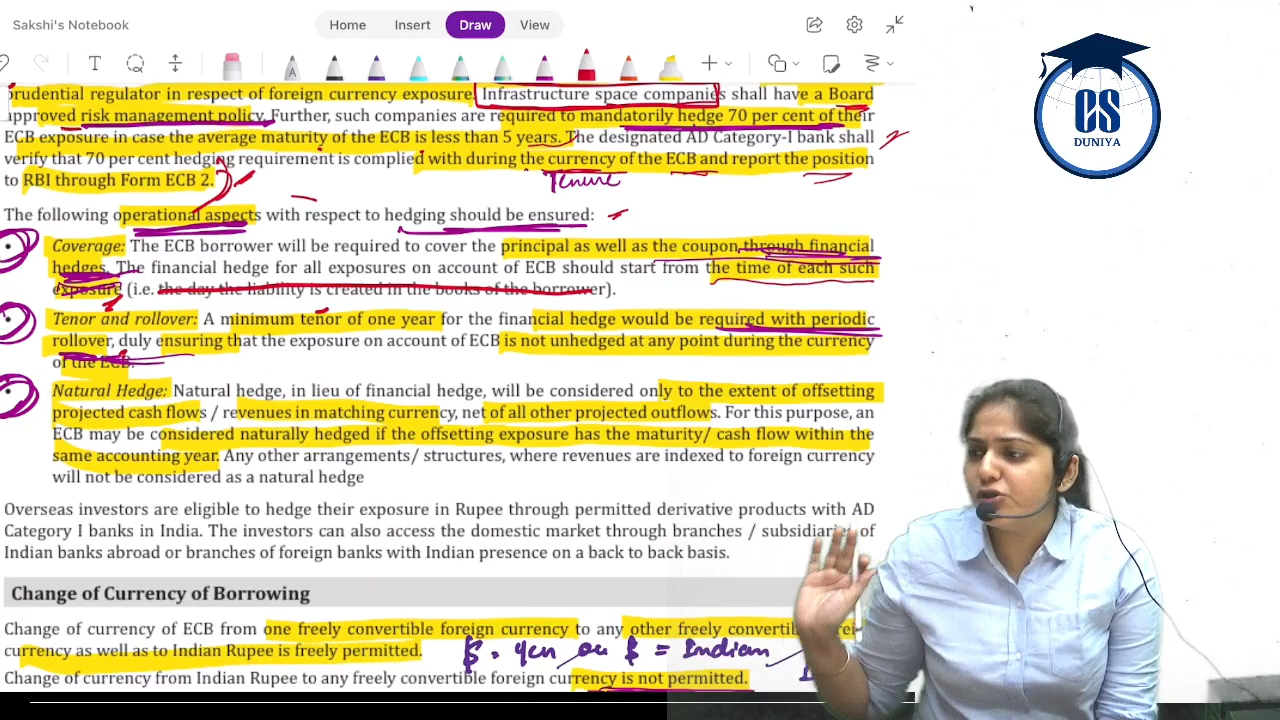 Sakshi's Notebook
Home Insert Draw View
CS
DUNIYA
prudential regulator in respect of foreign currency exposure. Infrastructure space companies shall have a Board
approved risk management policy. Further, such companies are required to mandatorily hedge 70 per cent of their
ECB exposure in case the average maturity of the ECB is less than 5 years. The designated AD Category-I bank shall
verify that 70 per cent hedging requirement is complied with during the currency of the ECB and report the position
to RBI through Form ECB 2.
Tenure
The following operational aspects with respect to hedging should be ensured:
Coverage: The ECB borrower will be required to cover the principal as well as the coupon through financial
hedges. The financial hedge for all exposures on account of ECB should start from the time of each such
exposure (i.e. the day the liability is created in the books of the borrower).
Tenor and rollover: A minimum tenor of one year for the financial hedge would be required with periodic
rollover, duly ensuring that the exposure on account of ECB is not unhedged at any point during the currency
of the ECB.
Natural Hedge: Natural hedge, in lieu of financial hedge, will be considered only to the extent of offsetting
projected cash flows / revenues in matching currency, net of all other projected outflows. For this purpose, an
ECB may be considered naturally hedged if the offsetting exposure has the maturity/ cash flow within the
same accounting year. Any other arrangements/ structures, where revenues are indexed to foreign currency
will not be considered as a natural hedge
Overseas investors are eligible to hedge their exposure in Rupee through permitted derivative products with AD
Category I banks in India. The investors can also access the domestic market through branches / subsidiaries of
Indian banks abroad or branches of foreign banks with Indian presence on a back to back basis.
Change of Currency of Borrowing
Change of currency of ECB from one freely convertible foreign currency to any other freely
currency as well as to Indian Rupee is freely permitted.
$ = Yen or $ = Indian
Change of currency from Indian Rupee to any freely convertible foreign currency is not permitted.